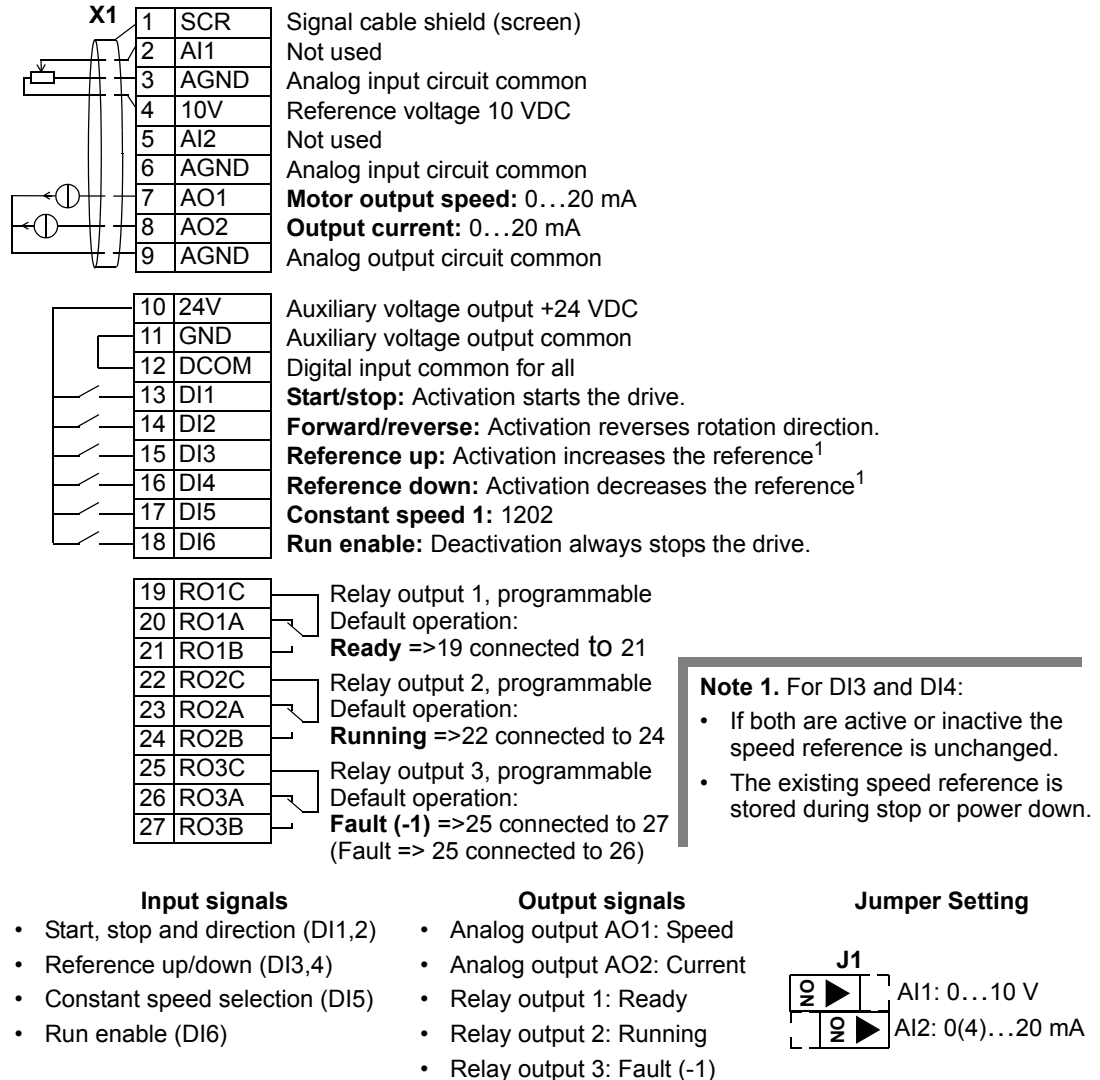 X1
1 SCR Signal cable shield (screen)
2 AI1 Not used
3 AGND Analog input circuit common
4 10V Reference voltage 10 VDC
5 AI2 Not used
6 AGND Analog input circuit common
7 AO1 Motor output speed: 0…20 mA
8 AO2 Output current: 0…20 mA
9 AGND Analog output circuit common
10 24V Auxiliary voltage output +24 VDC
11 GND Auxiliary voltage output common
12 DCOM Digital input common for all
13 DI1 Start/stop: Activation starts the drive.
14 DI2 Forward/reverse: Activation reverses rotation direction.
15 DI3 Reference up: Activation increases the reference1
16 DI4 Reference down: Activation decreases the reference1
17 DI5 Constant speed 1: 1202
18 DI6 Run enable: Deactivation always stops the drive.
19 RO1C Relay output 1, programmable
20 RO1A Default operation:
21 RO1B Ready =>19 connected to 21
22 RO2C Relay output 2, programmable
23 RO2A Default operation:
24 RO2B Running =>22 connected to 24
25 RO3C Relay output 3, programmable
26 RO3A Default operation:
27 RO3B Fault (-1) =>25 connected to 27
(Fault => 25 connected to 26)
Note 1. For DI3 and DI4:
• If both are active or inactive the
speed reference is unchanged.
• The existing speed reference is
stored during stop or power down.
Input signals
• Start, stop and direction (DI1,2)
• Reference up/down (DI3,4)
• Constant speed selection (DI5)
• Run enable (DI6)
Output signals
• Analog output AO1: Speed
• Analog output AO2: Current
• Relay output 1: Ready
• Relay output 2: Running
• Relay output 3: Fault (-1)
Jumper Setting
J1
ON AI1: 0…10 V
ON AI2: 0(4)…20 mA